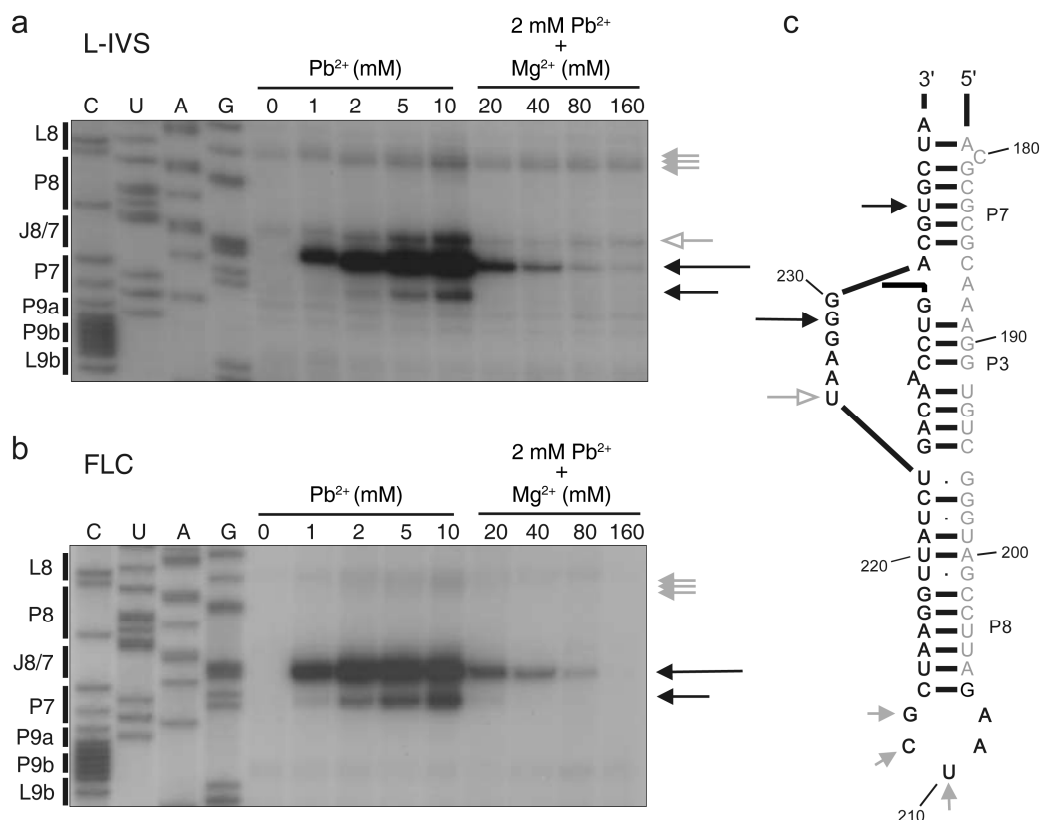 a
L-IVS
Pb²⁺ (mM)
2 mM Pb²⁺
+
Mg²⁺ (mM)
C U A G 0 1 2 5 10 20 40 80 160
L8
P8
J8/7
P7
P9a
P9b
L9b
b
FLC
Pb²⁺ (mM)
2 mM Pb²⁺
+
Mg²⁺ (mM)
C U A G 0 1 2 5 10 20 40 80 160
L8
P8
J8/7
P7
P9a
P9b
L9b
c
3' 5'
A
U A
C 180
C G
G C
U G P7
G C
C G
A C
A
230 G
G G A
G U A
G C G 190
A C G P3
A A
U A U
C G
A U
G C
U G
C G
U G
A U
220 U A 200
U G
G C
G C
A U P8
A U
U A
C G
G A
C A
U
210